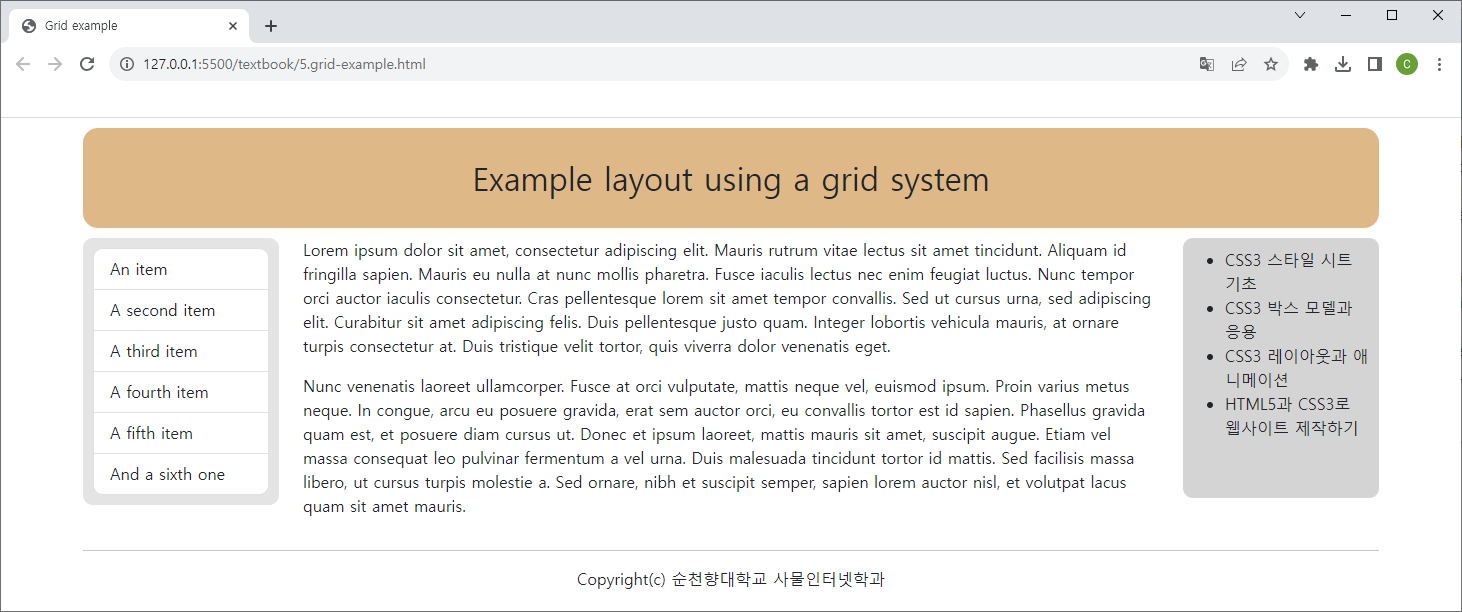 Grid example
127.0.0.1:5500/textbook/5.grid-example.html
C
Example layout using a grid system
An item
A second item
A third item
A fourth item
A fifth item
And a sixth one
Lorem ipsum dolor sit amet, consectetur adipiscing elit. Mauris rutrum vitae lectus sit amet tincidunt. Aliquam id
fringilla sapien. Mauris eu nulla at nunc mollis pharetra. Fusce iaculis lectus nec enim feugiat luctus. Nunc tempor
orci auctor iaculis consectetur. Cras pellentesque lorem sit amet tempor convallis. Sed ut cursus urna, sed adipiscing
elit. Curabitur sit amet adipiscing felis. Duis pellentesque justo quam. Integer lobortis vehicula mauris, at ornare
turpis consectetur at. Duis tristique velit tortor, quis viverra dolor venenatis eget.
Nunc venenatis laoreet ullamcorper. Fusce at orci vulputate, mattis neque vel, euismod ipsum. Proin varius metus
neque. In congue, arcu eu posuere gravida, erat sem auctor orci, eu convallis tortor est id sapien. Phasellus gravida
quam est, et posuere diam cursus ut. Donec et ipsum laoreet, mattis mauris sit amet, suscipit augue. Etiam vel
massa consequat leo pulvinar fermentum a vel urna. Duis malesuada tincidunt tortor id mattis. Sed facilisis massa
libero, ut cursus turpis molestie a. Sed ornare, nibh et suscipit semper, sapien lorem auctor nisl, et volutpat lacus
quam sit amet mauris.
CSS3 스타일 시트
기초
CSS3 박스 모델과
응용
CSS3 레이아웃과 애
니메이션
HTML5과 CSS3로
웹사이트 제작하기
Copyright(c) 순천향대학교 사물인터넷학과